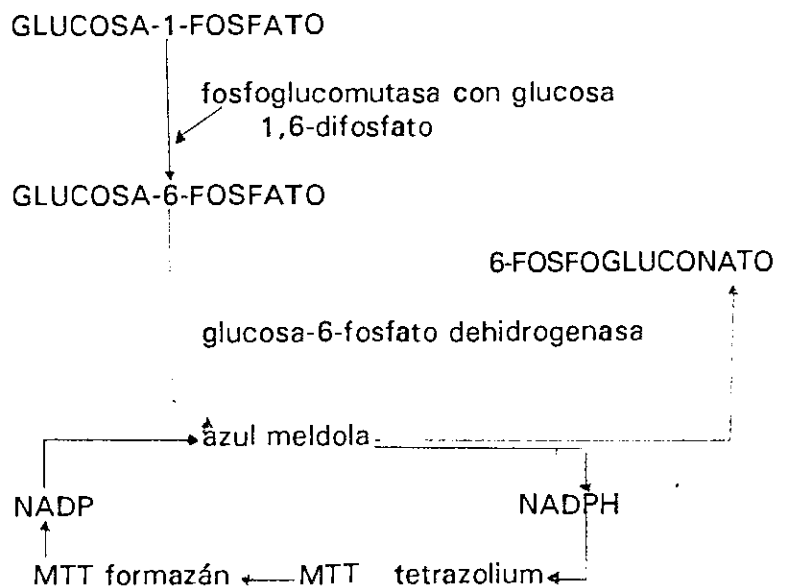 GLUCOSA-1-FOSFATO
fosfoglucomutasa con glucosa
1,6-difosfato
GLUCOSA-6-FOSFATO
6-FOSFOGLUCONATO
glucosa-6-fosfato dehidrogenasa
azul meldola
NADP NADPH
MTT formazán MTT tetrazolium